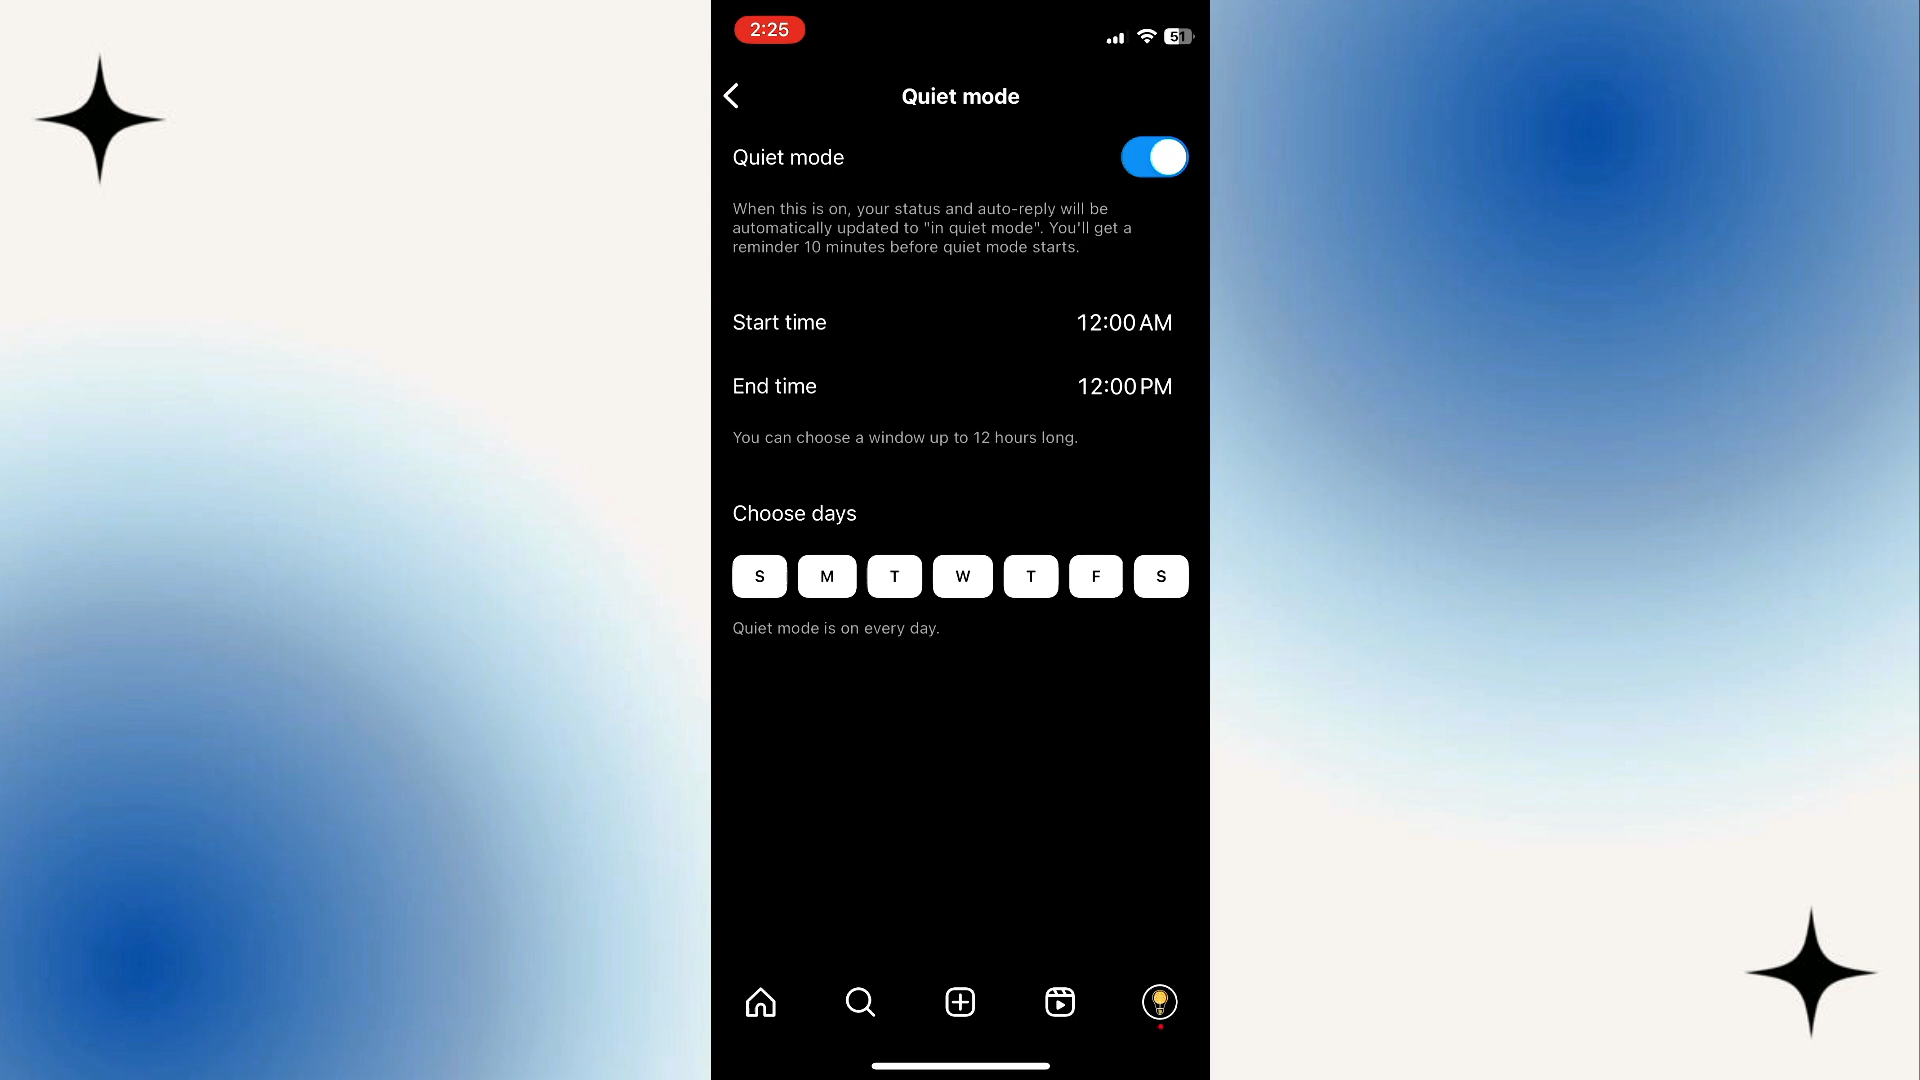 2:25
51
Quiet mode
Quiet mode
When this is on, your status and auto-reply will be
automatically updated to "in quiet mode". You'll get a
reminder 10 minutes before quiet mode starts.
Start time 12:00 AM
End time 12:00 PM
You can choose a window up to 12 hours long.
Choose days
S M T W T F S
Quiet mode is on every day.